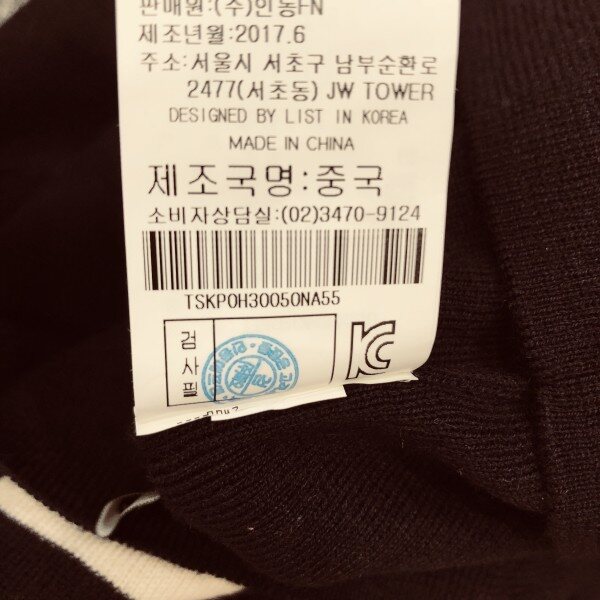 판매원:(주)인동FN
제조년월:2017.6
주소:서울시 서초구 남부순환로
2477(서초동) JW TOWER
DESIGNED BY LIST IN KOREA
MADE IN CHINA
제조국명:중국
소비자상담실:(02)3470-9124
TSKPOH30050NA55
검사필
KC